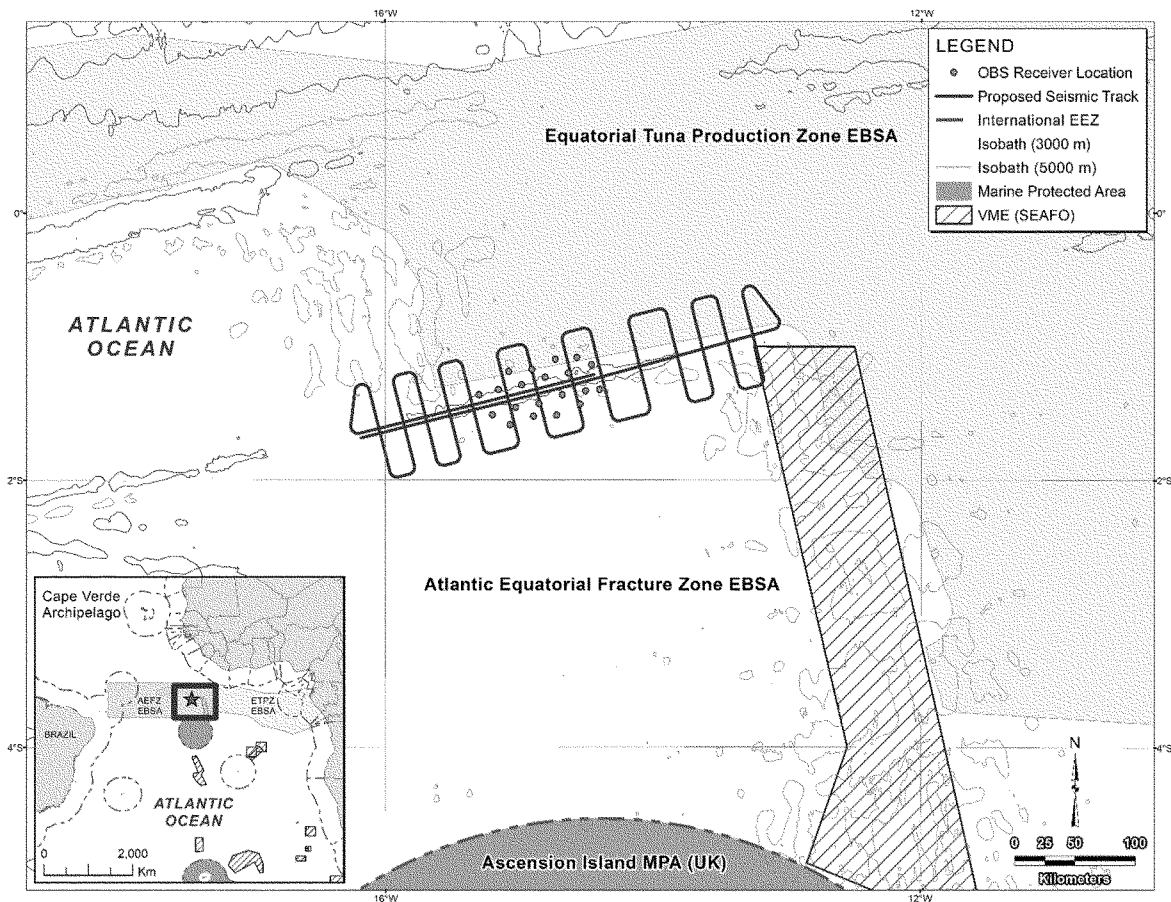 16°W
12°W
LEGEND
OBS Receiver Location
Proposed Seismic Track
International EEZ
Isobath (3000 m)
Isobath (5000 m)
Marine Protected Area
VME (SEAFO)
Equatorial Tuna Production Zone EBSA
0°
0°
ATLANTIC
OCEAN
2°S
2°S
Atlantic Equatorial Fracture Zone EBSA
Cape Verde
Archipelago
AEFZ
EBSA
ETPZ
EBSA
BRAZIL
ATLANTIC
OCEAN
0
2,000
Km
4°S
4°S
N
0 25 50 100
Kilometers
Ascension Island MPA (UK)
16°W
12°W